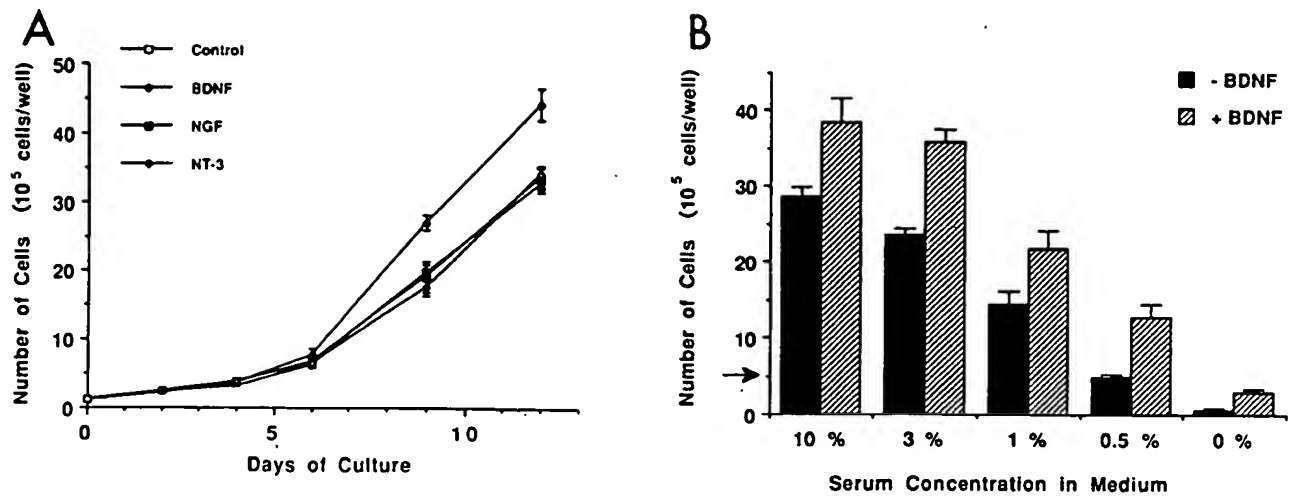 A
Control
BDNF
NGF
NT-3
Number of Cells (10⁵ cells/well)
50
40
30
20
10
0
0
5
10
Days of Culture
B
- BDNF
+ BDNF
Number of Cells (10⁵ cells/well)
40
30
20
10
0
10 %
3 %
1 %
0.5 %
0 %
Serum Concentration in Medium